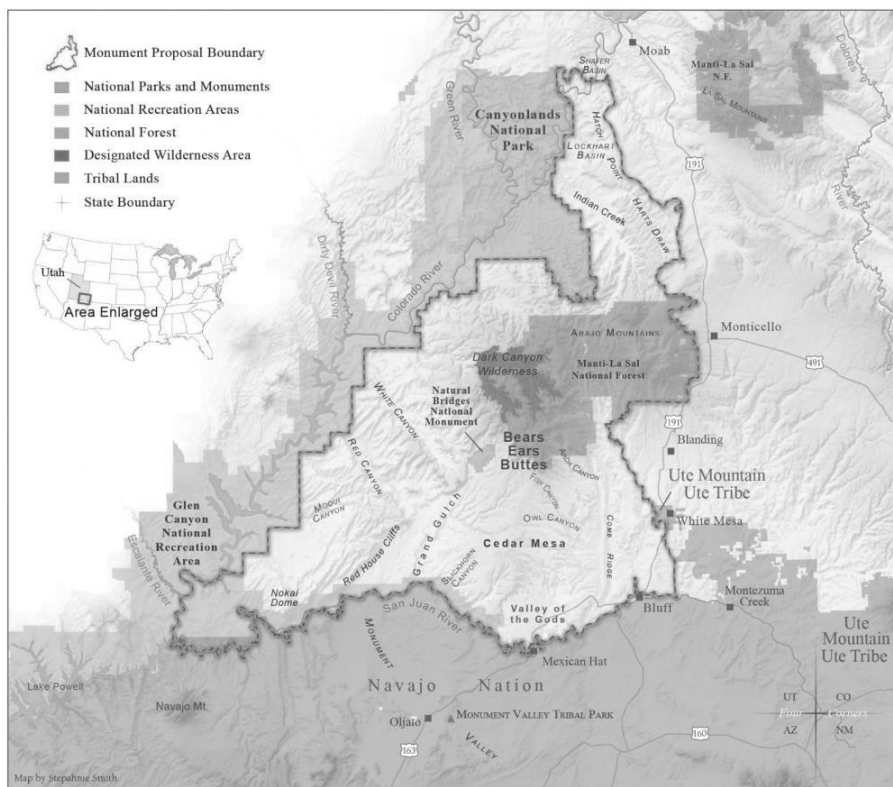 Monument Proposal Boundary
National Parks and Monuments
National Recreation Areas
National Forest
Designated Wilderness Area
Tribal Lands
State Boundary
Utah
Area Enlarged
Green River
Canyonlands
National
Park
SHAFER
BASIN
Moab
Manti-La Sal
N.F.
LA SAL MOUNTAINS
Dolores
River
191
HATCH
POINT
LOCKHART
BASIN
Indian Creek
HARTS DRAW
Dirty Devil River
Colorado River
ABAJO MOUNTAINS
Monticello
491
Dark Canyon
Wilderness
Manti-La Sal
National Forest
Natural
Bridges
National
Monument
WHITE CANYON
RED CANYON
191
Blanding
Bears
Ears
Buttes
ARCH CANYON
FISH CANYON
OWL CANYON
COMB
RIDGE
Ute Mountain
Ute Tribe
White Mesa
Glen
Canyon
National
Recreation
Area
MOQUI
CANYON
Red House Cliffs
Grand Gulch
SLICKHORN
CANYON
Cedar Mesa
Escalante River
Nokai
Dome
Valley of
the Gods
Bluff
Montezuma
Creek
San Juan River
Ute
Mountain
Ute Tribe
Mexican Hat
MONUMENT
VALLEY
Navajo Nation
Lake Powell
Navajo Mt.
Oljato
MONUMENT VALLEY TRIBAL PARK
163
160
UT CO
Four Corners
AZ NM
Map by Stepahnie Smith